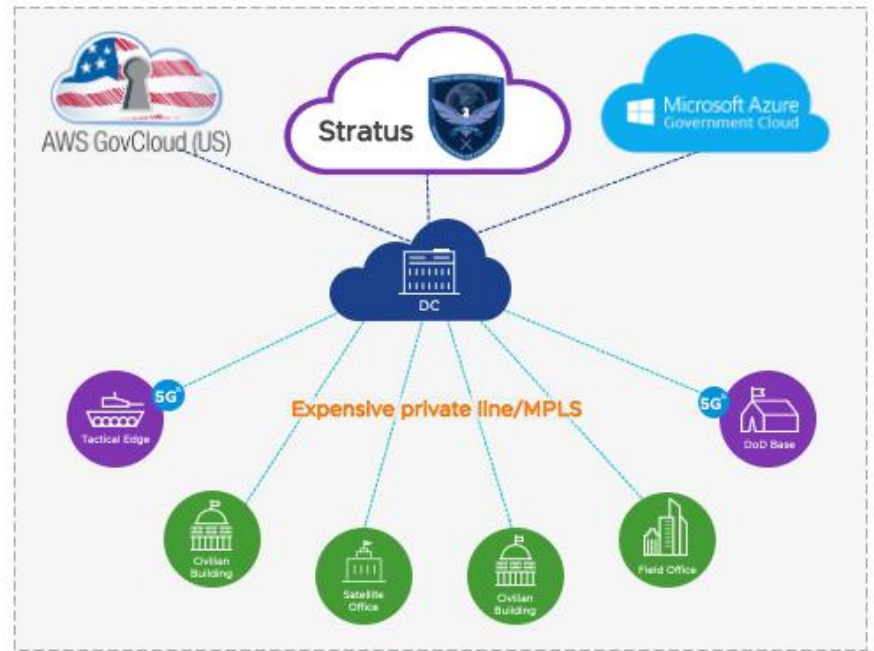 AWS GovCloud (US)
Stratus
Microsoft Azure
Government Cloud
DC
5G
Tactical Edge
Expensive private line/MPLS
5G
DoD Base
Civilian
Building
Satellite
Office
Civilian
Building
Field Office